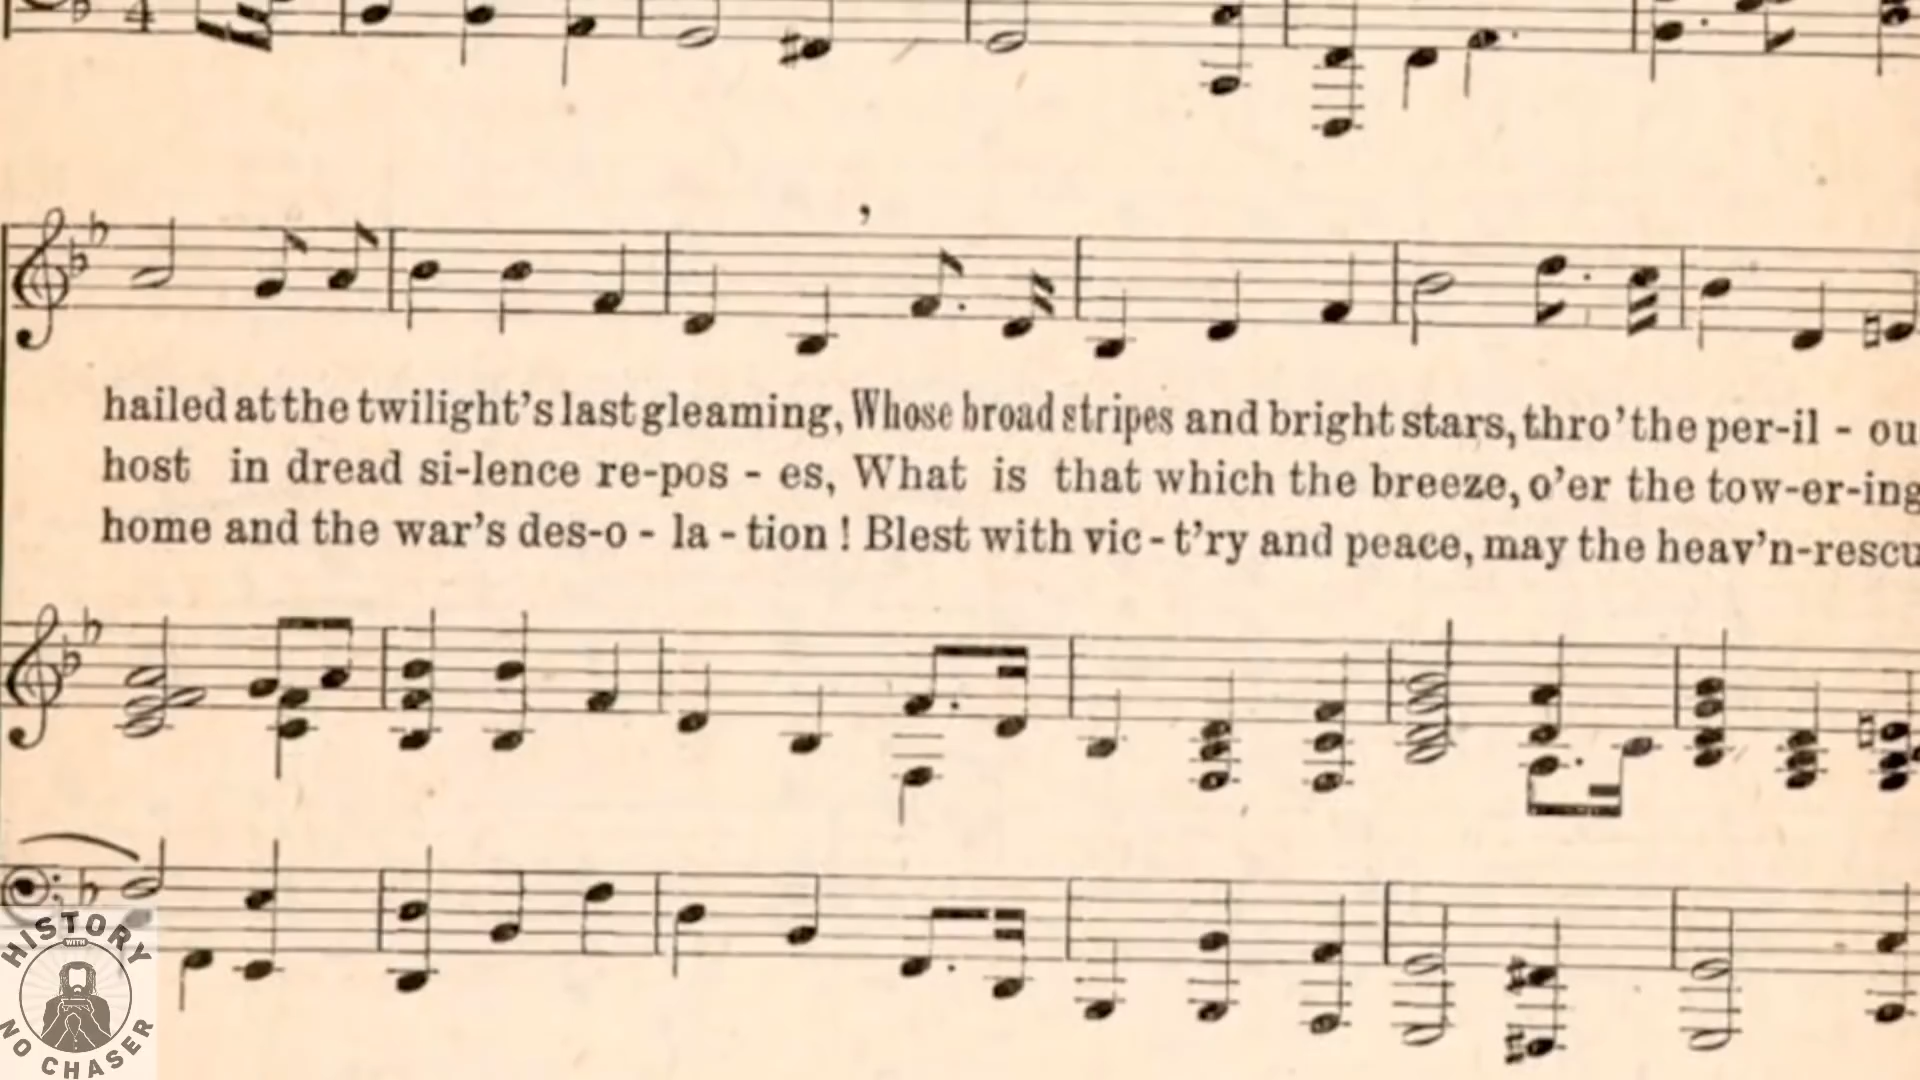 4
hailed at the twilight's last gleaming, Whose broad stripes and bright stars, thro' the per-il - ou
host in dread si-lence re-pos - es, What is that which the breeze, o'er the tow-er-ing
home and the war's des-o - la - tion ! Blest with vic - t'ry and peace, may the heav'n-rescu
HISTORY
WITH
NO CHASER